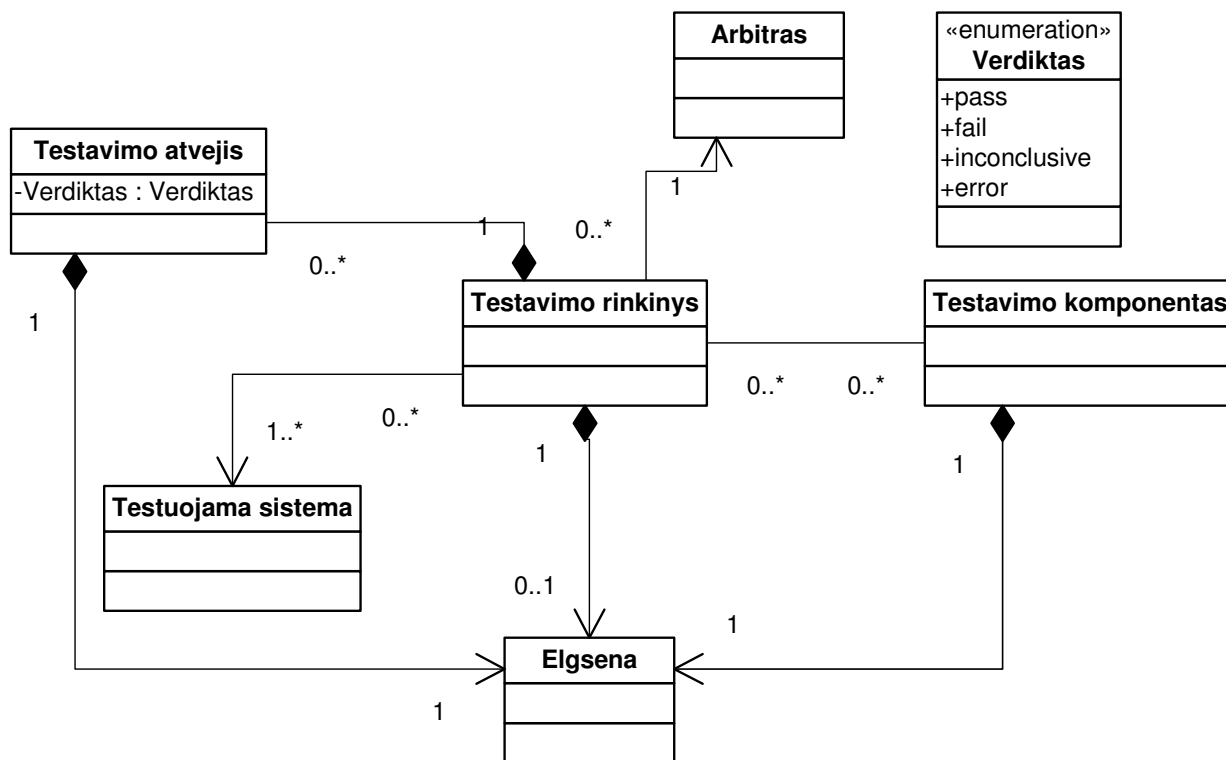 Arbitras
«enumeration»
Verdiktas
+pass
+fail
+inconclusive
+error
Testavimo atvejis
-Verdiktas : Verdiktas
1
1
0..*
0..*
1
Testavimo rinkinys
Testavimo komponentas
0..*
0..*
0..*
1..*
1
1
Testuojama sistema
0..1
1
Elgsena
1